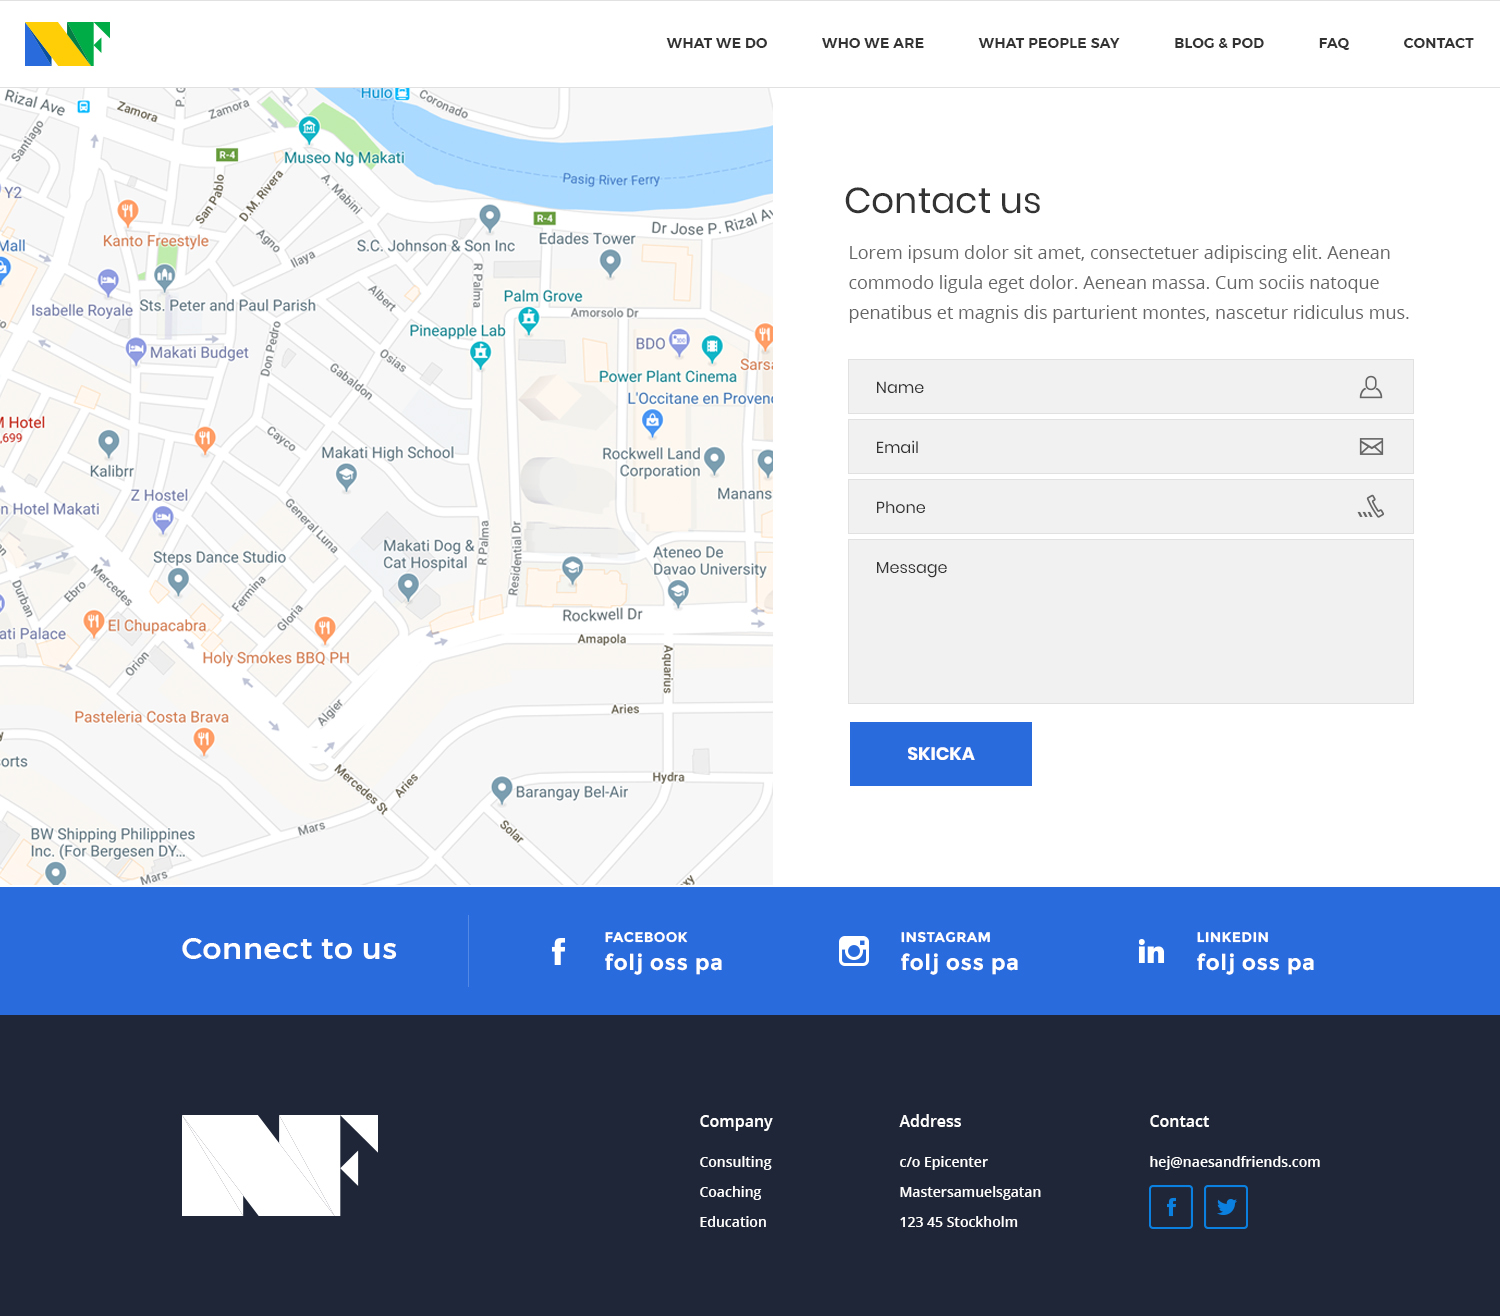 WHAT WE DO
WHO WE ARE
WHAT PEOPLE SAY
BLOG & POD
FAQ
CONTACT
Rizal Ave
Zamora
Zamora
Hulo
Coronado
Santiago
R-4
Museo Ng Makati
Pasig River Ferry
Y2
San Pablo
D.M. Rivera
A. Mabini
R-4
Dr Jose P. Rizal Av
Mall
Kanto Freestyle
Agno
Ilaya
S.C. Johnson & Son Inc
Edades Tower
R Palma
Isabelle Royale
Sts. Peter and Paul Parish
Albert
Palm Grove
Amorsolo Dr
Pineapple Lab
Makati Budget
Don Pedro
Osias
BDO
Sarsa
Gabaldon
Power Plant Cinema
L'Occitane en Provenc
M Hotel
,699
Cayco
Kalibrr
Makati High School
Rockwell Land
Corporation
Manans
Z Hostel
n Hotel Makati
General Luna
Makati Dog &
Cat Hospital
R Palma
Residential Dr
Steps Dance Studio
Ateneo De
Davao University
Mercedes
Durban
Ebro
Fermina
Gloria
Rockwell Dr
ati Palace
El Chupacabra
Amapola
Orion
Holy Smokes BBQ PH
Aquarius
Algier
Aries
Pasteleria Costa Brava
orts
Mercedes St
Aries
Hydra
Barangay Bel-Air
BW Shipping Philippines
Inc. (For Bergesen DY...
Mars
Solar
Mars
Contact us
Lorem ipsum dolor sit amet, consectetuer adipiscing elit. Aenean
commodo ligula eget dolor. Aenean massa. Cum sociis natoque
penatibus et magnis dis parturient montes, nascetur ridiculus mus.
Name
Email
Phone
Message
SKICKA
Connect to us
FACEBOOK
folj oss pa
INSTAGRAM
folj oss pa
LINKEDIN
folj oss pa
Company
Consulting
Coaching
Education
Address
c/o Epicenter
Mastersamuelsgatan
123 45 Stockholm
Contact
hej@naesandfriends.com